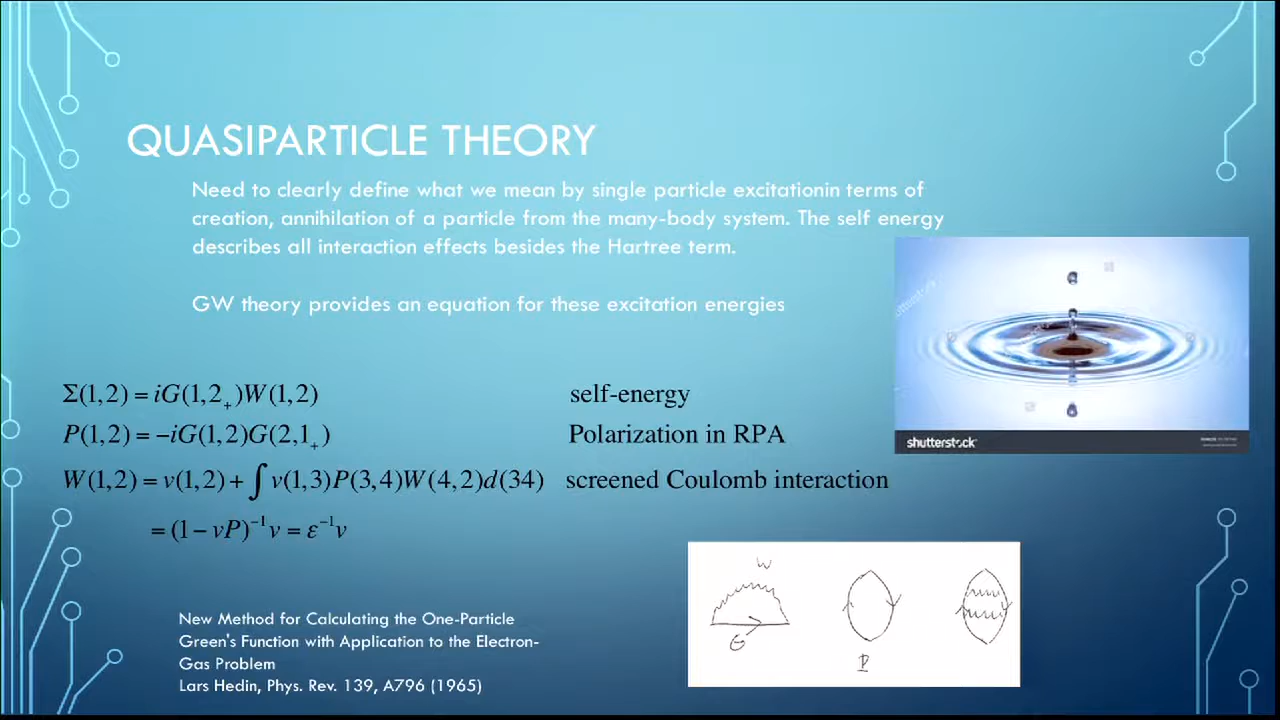 QUASIPARTICLE THEORY
Need to clearly define what we mean by single particle excitationin terms of
creation, annihilation of a particle from the many-body system. The self energy
describes all interaction effects besides the Hartree term.
GW theory provides an equation for these excitation energies
Σ(1,2) = iG(1,2₊)W(1,2) self-energy
P(1,2) = −iG(1,2)G(2,1₊) Polarization in RPA
W(1,2) = v(1,2) + ∫ v(1,3)P(3,4)W(4,2)d(34) screened Coulomb interaction
= (1 − vP)⁻¹v = ε⁻¹v
shutterstock
W
G
P
New Method for Calculating the One-Particle
Green's Function with Application to the Electron-
Gas Problem
Lars Hedin, Phys. Rev. 139, A796 (1965)